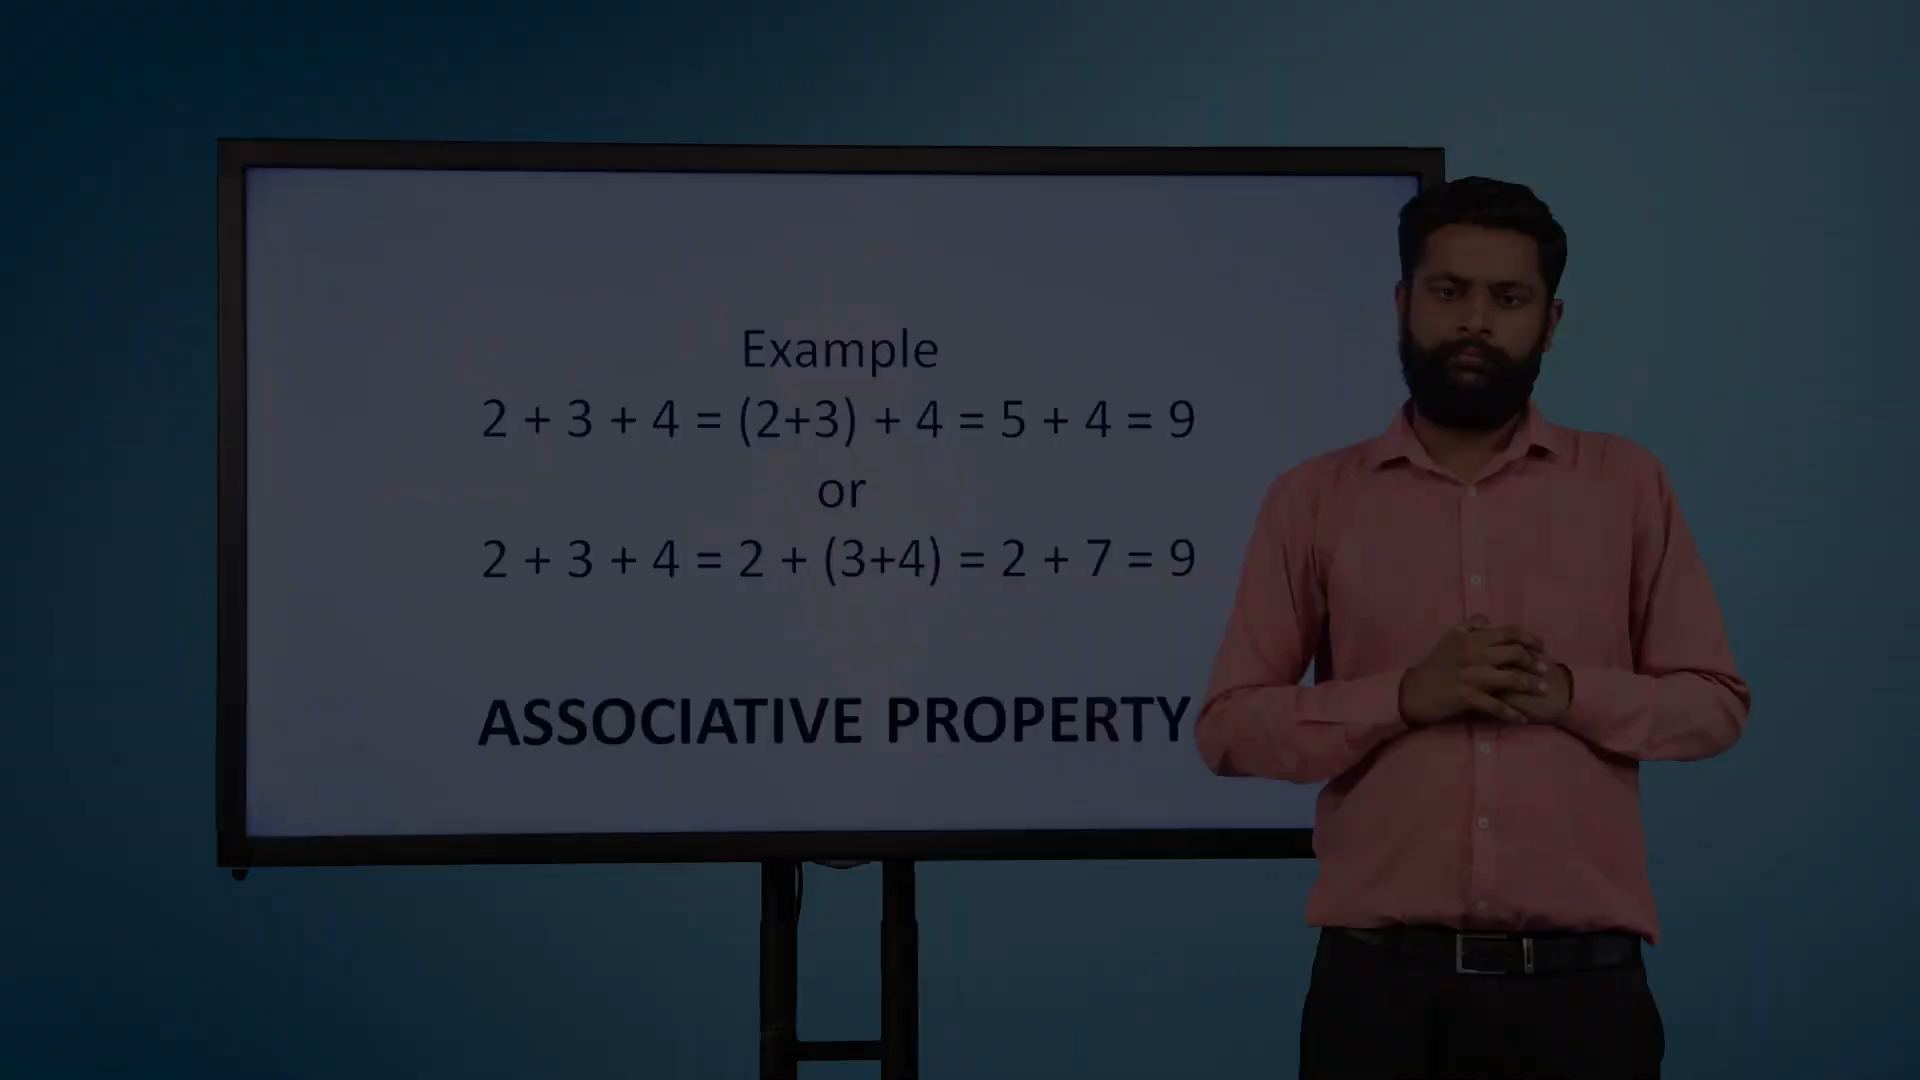 Example
2 + 3 + 4 = (2+3) + 4 = 5 + 4 = 9
or
2 + 3 + 4 = 2 + (3+4) = 2 + 7 = 9
ASSOCIATIVE PROPERTY